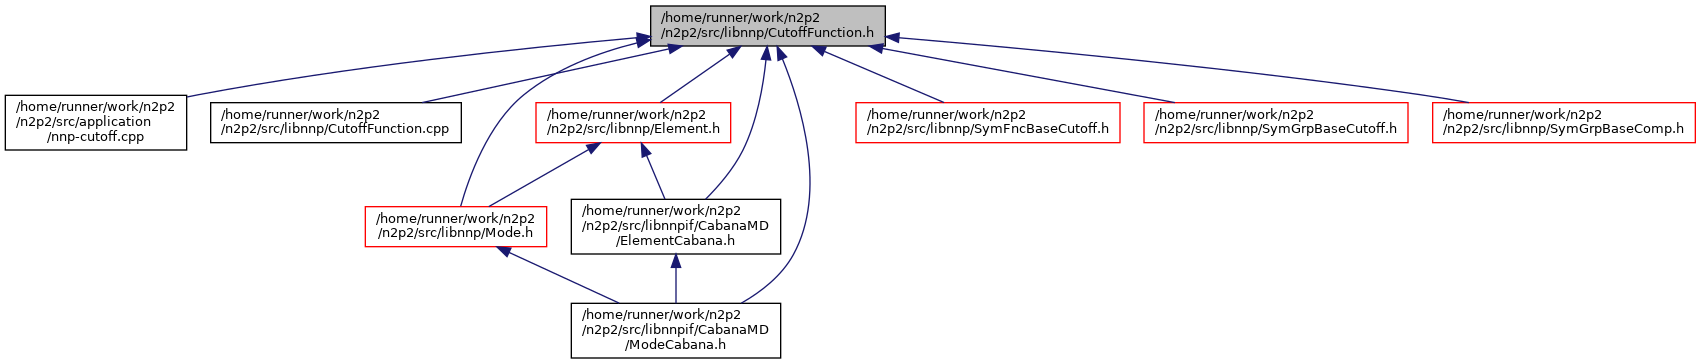 /home/runner/work/n2p2
/n2p2/src/libnnp/CutoffFunction.h
/home/runner/work/n2p2
/n2p2/src/application
/nnp-cutoff.cpp
/home/runner/work/n2p2
/n2p2/src/libnnp/CutoffFunction.cpp
/home/runner/work/n2p2
/n2p2/src/libnnp/Element.h
/home/runner/work/n2p2
/n2p2/src/libnnp/SymFncBaseCutoff.h
/home/runner/work/n2p2
/n2p2/src/libnnp/SymGrpBaseCutoff.h
/home/runner/work/n2p2
/n2p2/src/libnnp/SymGrpBaseComp.h
/home/runner/work/n2p2
/n2p2/src/libnnp/Mode.h
/home/runner/work/n2p2
/n2p2/src/libnnpif/CabanaMD
/ElementCabana.h
/home/runner/work/n2p2
/n2p2/src/libnnpif/CabanaMD
/ModeCabana.h